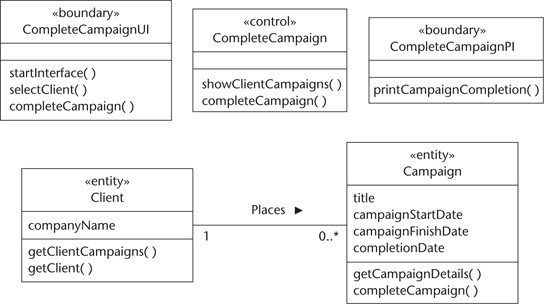 «boundary»
CompleteCampaignUI
startInterface( )
selectClient( )
completeCampaign( )
«control»
CompleteCampaign
showClientCampaigns( )
completeCampaign( )
«boundary»
CompleteCampaignPI
printCampaignCompletion( )
«entity»
Client
companyName
getClientCampaigns( )
getClient( )
Places ►
1
0..*
«entity»
Campaign
title
campaignStartDate
campaignFinishDate
completionDate
getCampaignDetails( )
completeCampaign( )